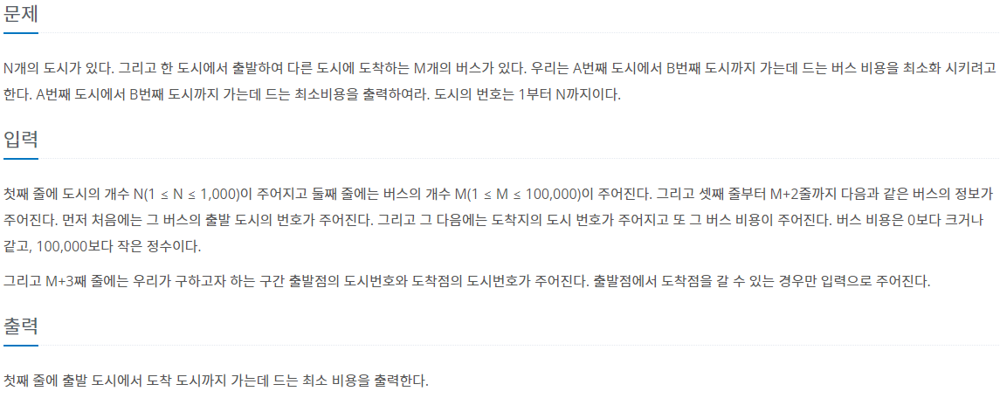 문제
N개의 도시가 있다. 그리고 한 도시에서 출발하여 다른 도시에 도착하는 M개의 버스가 있다. 우리는 A번째 도시에서 B번째 도시까지 가는데 드는 버스 비용을 최소화 시키려고
한다. A번째 도시에서 B번째 도시까지 가는데 드는 최소비용을 출력하여라. 도시의 번호는 1부터 N까지이다.
입력
첫째 줄에 도시의 개수 N(1 ≤ N ≤ 1,000)이 주어지고 둘째 줄에는 버스의 개수 M(1 ≤ M ≤ 100,000)이 주어진다. 그리고 셋째 줄부터 M+2줄까지 다음과 같은 버스의 정보가
주어진다. 먼저 처음에는 그 버스의 출발 도시의 번호가 주어진다. 그리고 그 다음에는 도착지의 도시 번호가 주어지고 또 그 버스 비용이 주어진다. 버스 비용은 0보다 크거나
같고, 100,000보다 작은 정수이다.
그리고 M+3째 줄에는 우리가 구하고자 하는 구간 출발점의 도시번호와 도착점의 도시번호가 주어진다. 출발점에서 도착점을 갈 수 있는 경우만 입력으로 주어진다.
출력
첫째 줄에 출발 도시에서 도착 도시까지 가는데 드는 최소 비용을 출력한다.